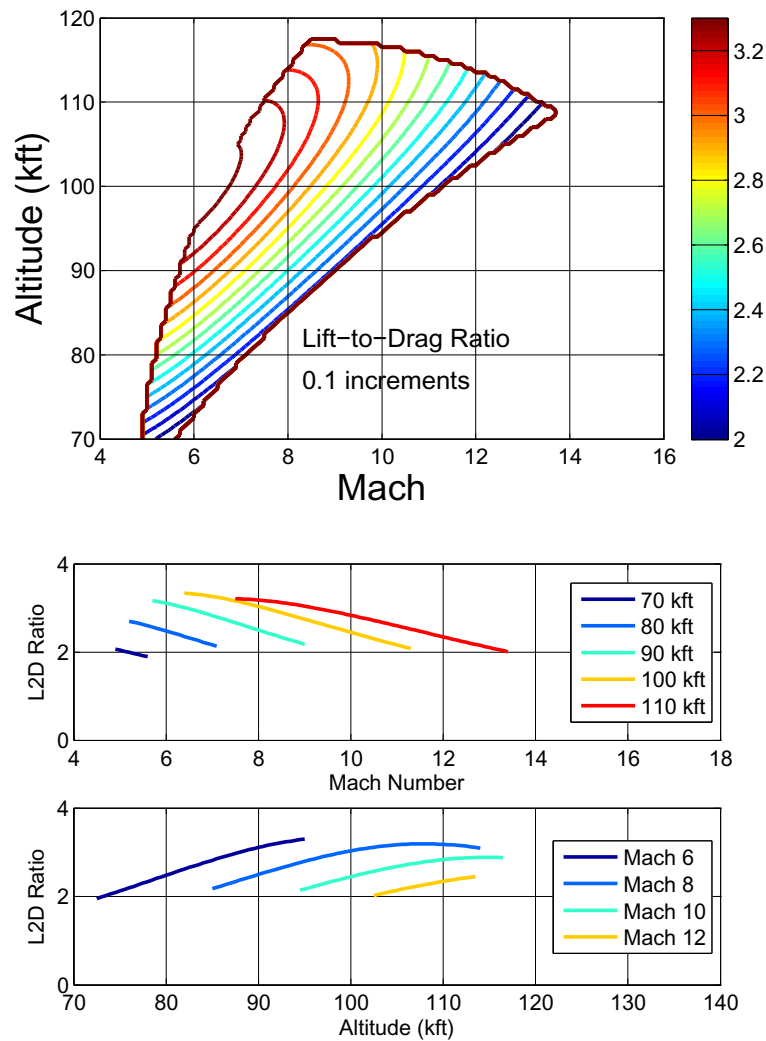 120
110
100
90
80
70
Altitude (kft)
Lift−to−Drag Ratio
0.1 increments
4 6 8 10 12 14 16
Mach
3.2
3
2.8
2.6
2.4
2.2
2
4
2
0
L2D Ratio
70 kft
80 kft
90 kft
100 kft
110 kft
4 6 8 10 12 14 16 18
Mach Number
4
2
0
L2D Ratio
Mach 6
Mach 8
Mach 10
Mach 12
70 80 90 100 110 120 130 140
Altitude (kft)